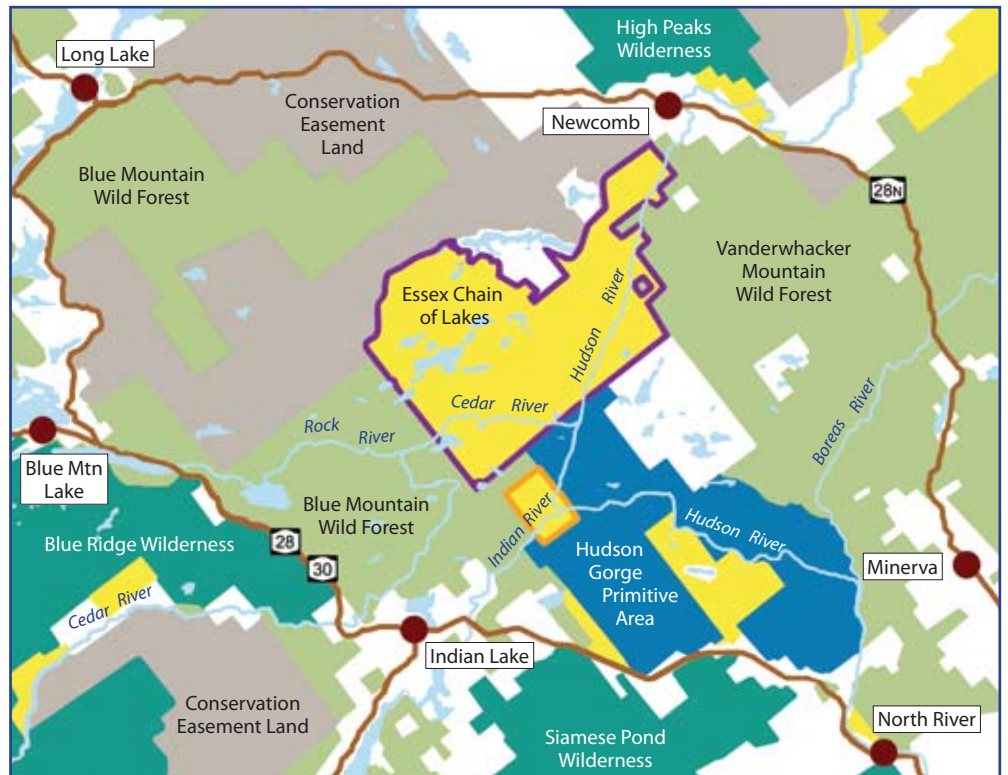 High Peaks
Wilderness
Long Lake
Conservation
Easement
Land
Newcomb
Blue Mountain
Wild Forest
28N
Vanderwhacker
Mountain
Wild Forest
Essex Chain
of Lakes
Hudson River
Cedar River
Rock River
Boreas River
Blue Mtn
Lake
Blue Mountain
Wild Forest
Indian River
Hudson River
28
Blue Ridge Wilderness
30
Hudson
Gorge
Primitive
Area
Minerva
Cedar River
Indian Lake
Conservation
Easement Land
North River
Siamese Pond
Wilderness